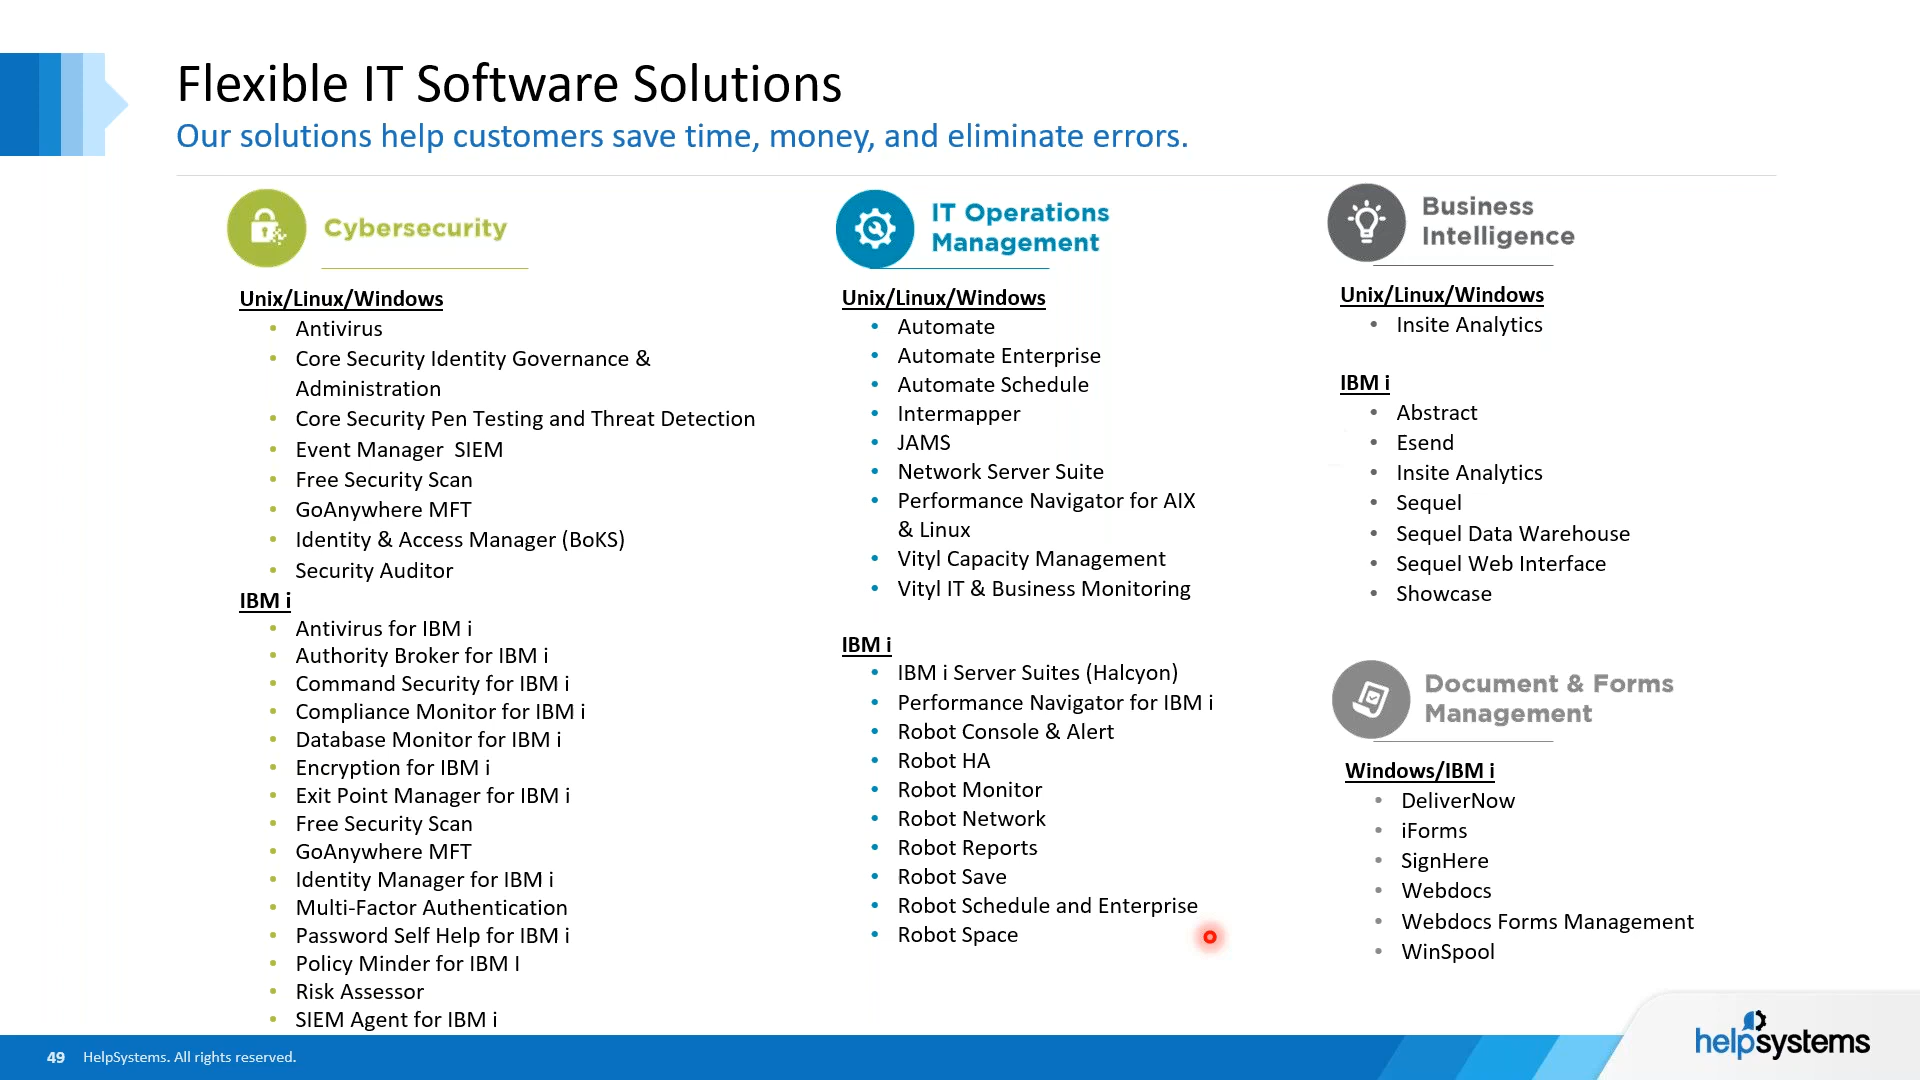 Flexible IT Software Solutions
Our solutions help customers save time, money, and eliminate errors.
Cybersecurity
Unix/Linux/Windows
• Antivirus
• Core Security Identity Governance &
Administration
• Core Security Pen Testing and Threat Detection
• Event Manager SIEM
• Free Security Scan
• GoAnywhere MFT
• Identity & Access Manager (BoKS)
• Security Auditor
IBM i
• Antivirus for IBM i
• Authority Broker for IBM i
• Command Security for IBM i
• Compliance Monitor for IBM i
• Database Monitor for IBM i
• Encryption for IBM i
• Exit Point Manager for IBM i
• Free Security Scan
• GoAnywhere MFT
• Identity Manager for IBM i
• Multi-Factor Authentication
• Password Self Help for IBM i
• Policy Minder for IBM I
• Risk Assessor
• SIEM Agent for IBM i
IT Operations
Management
Unix/Linux/Windows
• Automate
• Automate Enterprise
• Automate Schedule
• Intermapper
• JAMS
• Network Server Suite
• Performance Navigator for AIX
& Linux
• Vityl Capacity Management
• Vityl IT & Business Monitoring
IBM i
• IBM i Server Suites (Halcyon)
• Performance Navigator for IBM i
• Robot Console & Alert
• Robot HA
• Robot Monitor
• Robot Network
• Robot Reports
• Robot Save
• Robot Schedule and Enterprise
• Robot Space
Business
Intelligence
Unix/Linux/Windows
• Insite Analytics
IBM i
• Abstract
• Esend
• Insite Analytics
• Sequel
• Sequel Data Warehouse
• Sequel Web Interface
• Showcase
Document & Forms
Management
Windows/IBM i
• DeliverNow
• iForms
• SignHere
• Webdocs
• Webdocs Forms Management
• WinSpool
49 HelpSystems. All rights reserved.
helpsystems